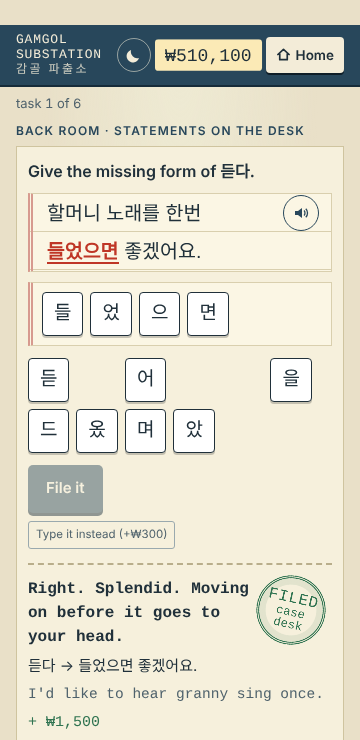 GAMGOL
SUBSTATION
감골 파출소
₩510,100
Home
task 1 of 6
BACK ROOM · STATEMENTS ON THE DESK
Give the missing form of 듣다.
할머니 노래를 한번
들었으면 좋겠어요.
들 었 으 면
듣 어 을
드 옸 며 았
File it
Type it instead (+₩300)
Right. Splendid. Moving
on before it goes to
your head.
FILED
case
desk
듣다 → 들었으면 좋겠어요.
I'd like to hear granny sing once.
+ ₩1,500